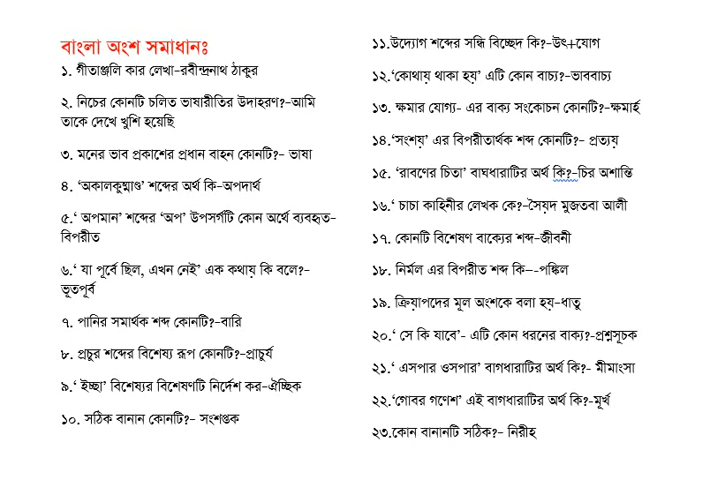 বাংলা অংশ সমাধানঃ
১. গীতাঞ্জলি কার লেখা-রবীন্দ্রনাথ ঠাকুর
২. নিচের কোনটি চলিত ভাষারীতির উদাহরণ?-আমি
তাকে দেখে খুশি হয়েছি
৩. মনের ভাব প্রকাশের প্রধান বাহন কোনটি?- ভাষা
৪. 'অকালকুষ্মাণ্ড' শব্দের অর্থ কি-অপদার্থ
৫.' অপমান' শব্দের 'অপ' উপসর্গটি কোন অর্থে ব্যবহৃত-
বিপরীত
৬.' যা পূর্বে ছিল, এখন নেই' এক কথায় কি বলে?-
ভূতপূর্ব
৭. পানির সমার্থক শব্দ কোনটি?-বারি
৮. প্রচুর শব্দের বিশেষ্য রূপ কোনটি?-প্রাচুর্য
৯.' ইচ্ছা' বিশেষ্যর বিশেষণটি নির্দেশ কর-ঐচ্ছিক
১০. সঠিক বানান কোনটি?- সংশপ্তক
১১.উদ্যোগ শব্দের সন্ধি বিচ্ছেদ কি?-উৎ+যোগ
১২.'কোথায় থাকা হয়' এটি কোন বাচ্য?-ভাববাচ্য
১৩. ক্ষমার যোগ্য- এর বাক্য সংকোচন কোনটি?-ক্ষমার্হ
১৪.'সংশয়' এর বিপরীতার্থক শব্দ কোনটি?- প্রত্যয়
১৫. 'রাবণের চিতা' বাঘধারাটির অর্থ কি?-চির অশান্তি
১৬.' চাচা কাহিনীর লেখক কে?-সৈয়দ মুজতবা আলী
১৭. কোনটি বিশেষণ বাক্যের শব্দ-জীবনী
১৮. নির্মল এর বিপরীত শব্দ কি--পঙ্কিল
১৯. ক্রিয়াপদের মূল অংশকে বলা হয়-ধাতু
২০.' সে কি যাবে'- এটি কোন ধরনের বাক্য?-প্রশ্নসূচক
২১.' এসপার ওসপার' বাগধারাটির অর্থ কি?- মীমাংসা
২২.'গোবর গণেশ' এই বাগধারাটির অর্থ কি?-মূর্খ
২৩.কোন বানানটি সঠিক?- নিরীহ